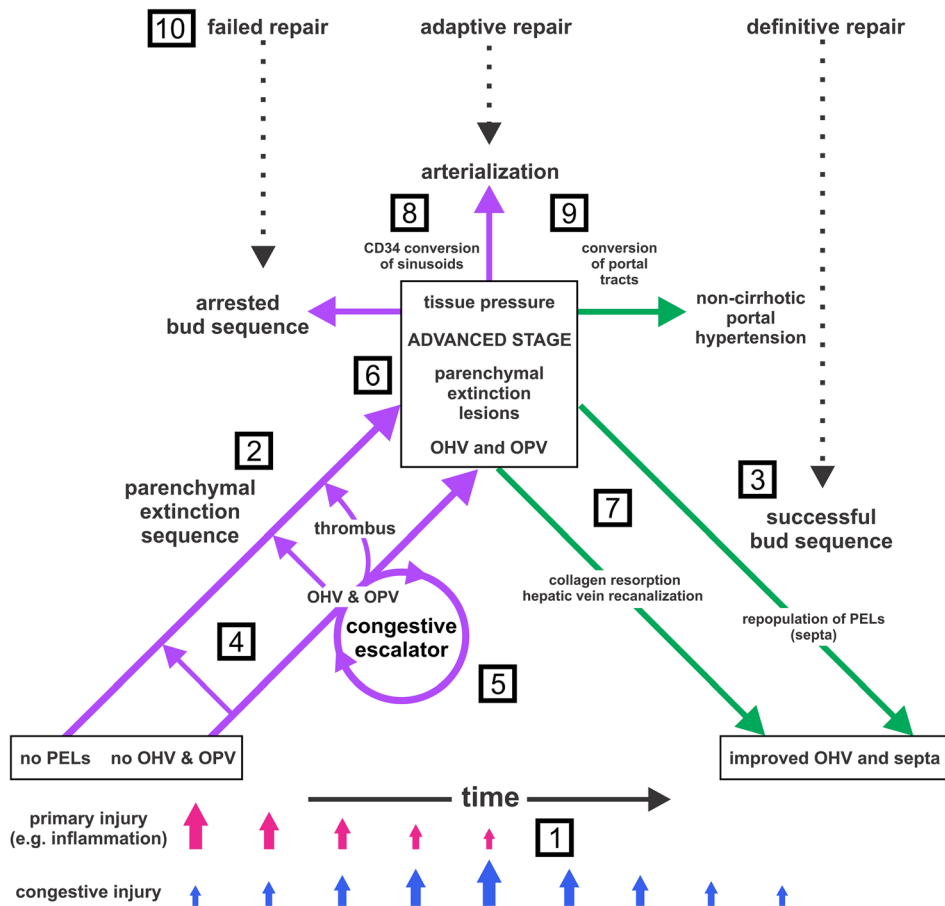 10 failed repair
adaptive repair
definitive repair
arterialization
8
9
CD34 conversion
of sinusoids
conversion
of portal
tracts
arrested
bud sequence
tissue pressure
ADVANCED STAGE
parenchymal
extinction
lesions
OHV and OPV
non-cirrhotic
portal
hypertension
6
2
parenchymal
extinction
sequence
3
successful
bud sequence
7
thrombus
OHV & OPV
congestive
escalator
collagen resorption
hepatic vein recanalization
repopulation of PELs
(septa)
4
5
no PELs no OHV & OPV
improved OHV and septa
time
primary injury
(e.g. inflammation)
1
congestive injury